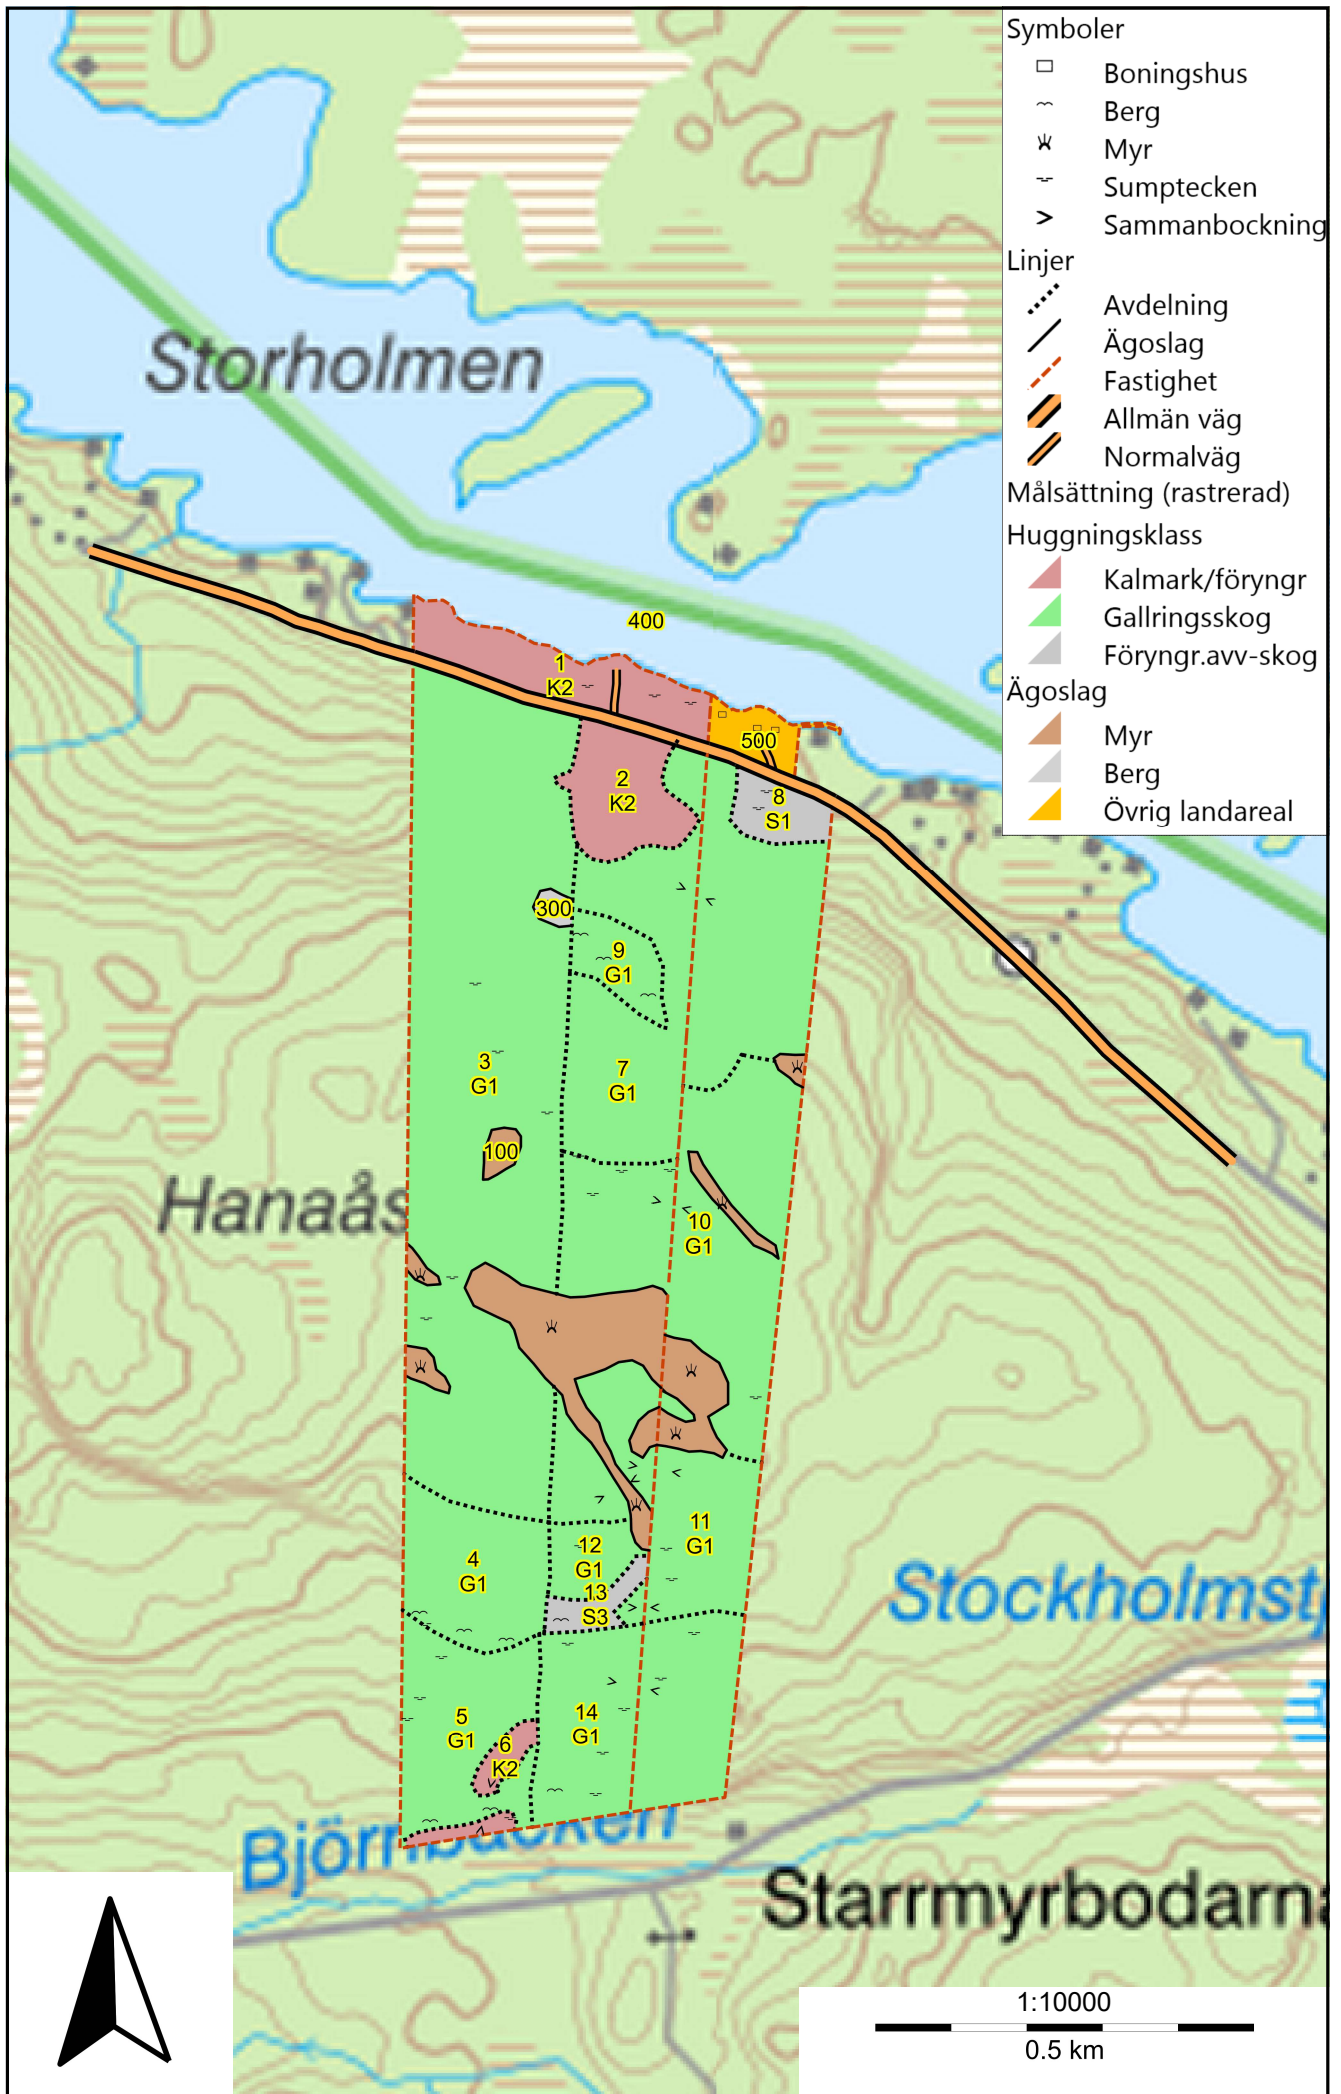 Symboler
Boningshus
Berg
Myr
Sumptecken
Sammanbockning
Linjer
Avdelning
Ägoslag
Fastighet
Allmän väg
Normalväg
Målsättning (rastrerad)
Huggningsklass
Kalmark/föryngr
Gallringsskog
Föryngr.avv-skog
Ägoslag
Myr
Berg
Övrig landareal
Storholmen
400
1
K2
500
2
K2
8
S1
300
9
G1
3
G1
7
G1
100
Hanaås
10
G1
11
G1
12
G1
4
G1
13
S3
Stockholmst
5
G1
14
G1
6
K2
Björnbäcken
Starrmyrbodarna
1:10000
0.5 km